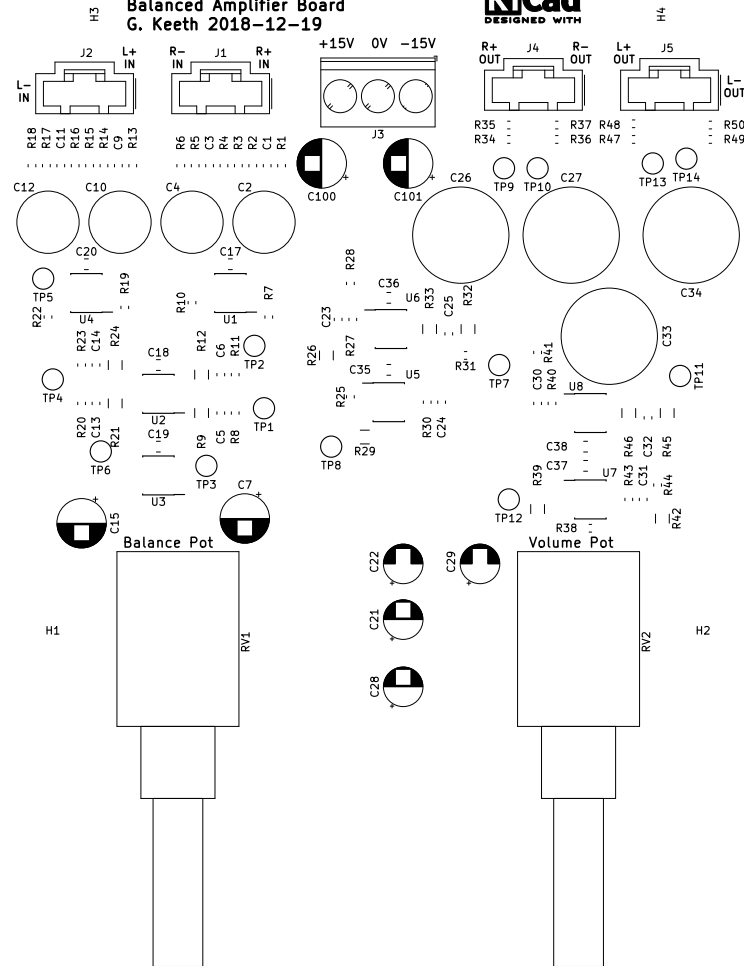 Balanced Amplifier Board
G. Keeth 2018-12-19
KiCad
DESIGNED WITH
H3
H4
J2
L+
IN
L-
IN
R-
IN
J1
R+
IN
+15V 0V -15V
J3
R+
OUT
J4
R-
OUT
L+
OUT
J5
L-
OUT
R18 R17 C11 R16 R15 R14 C9 R13
R6 R5 C3 R4 R3 R2 C1 R1
R35
R34
R37 R48
R36 R47
R50
R49
C100
C101
TP9 TP10
TP13 TP14
C12 C10 C4 C2
C26 C27
C34
C20
C17
TP5
R22
U4
R19
R10
U1
R7
R28
C36
U6
R33 C25 R32
C23
C33
R23 C14 R24
C18
R12 C6 R11
TP2
R26
R27
C35
U5
R31
TP7
R41
C30 R40
U8
TP11
TP4
R25
R20 C13 R21
U2
C19
R9 C5 R8
TP1
R30 C24
R29
TP8
C38
C37
R46 C32 R45
TP6
TP3
U3
R39
U7
R43 C31
R44
TP12
R38
R42
C15
C7
Balance Pot
Volume Pot
C22
C29
C21
C28
H1
RV1
RV2
H2